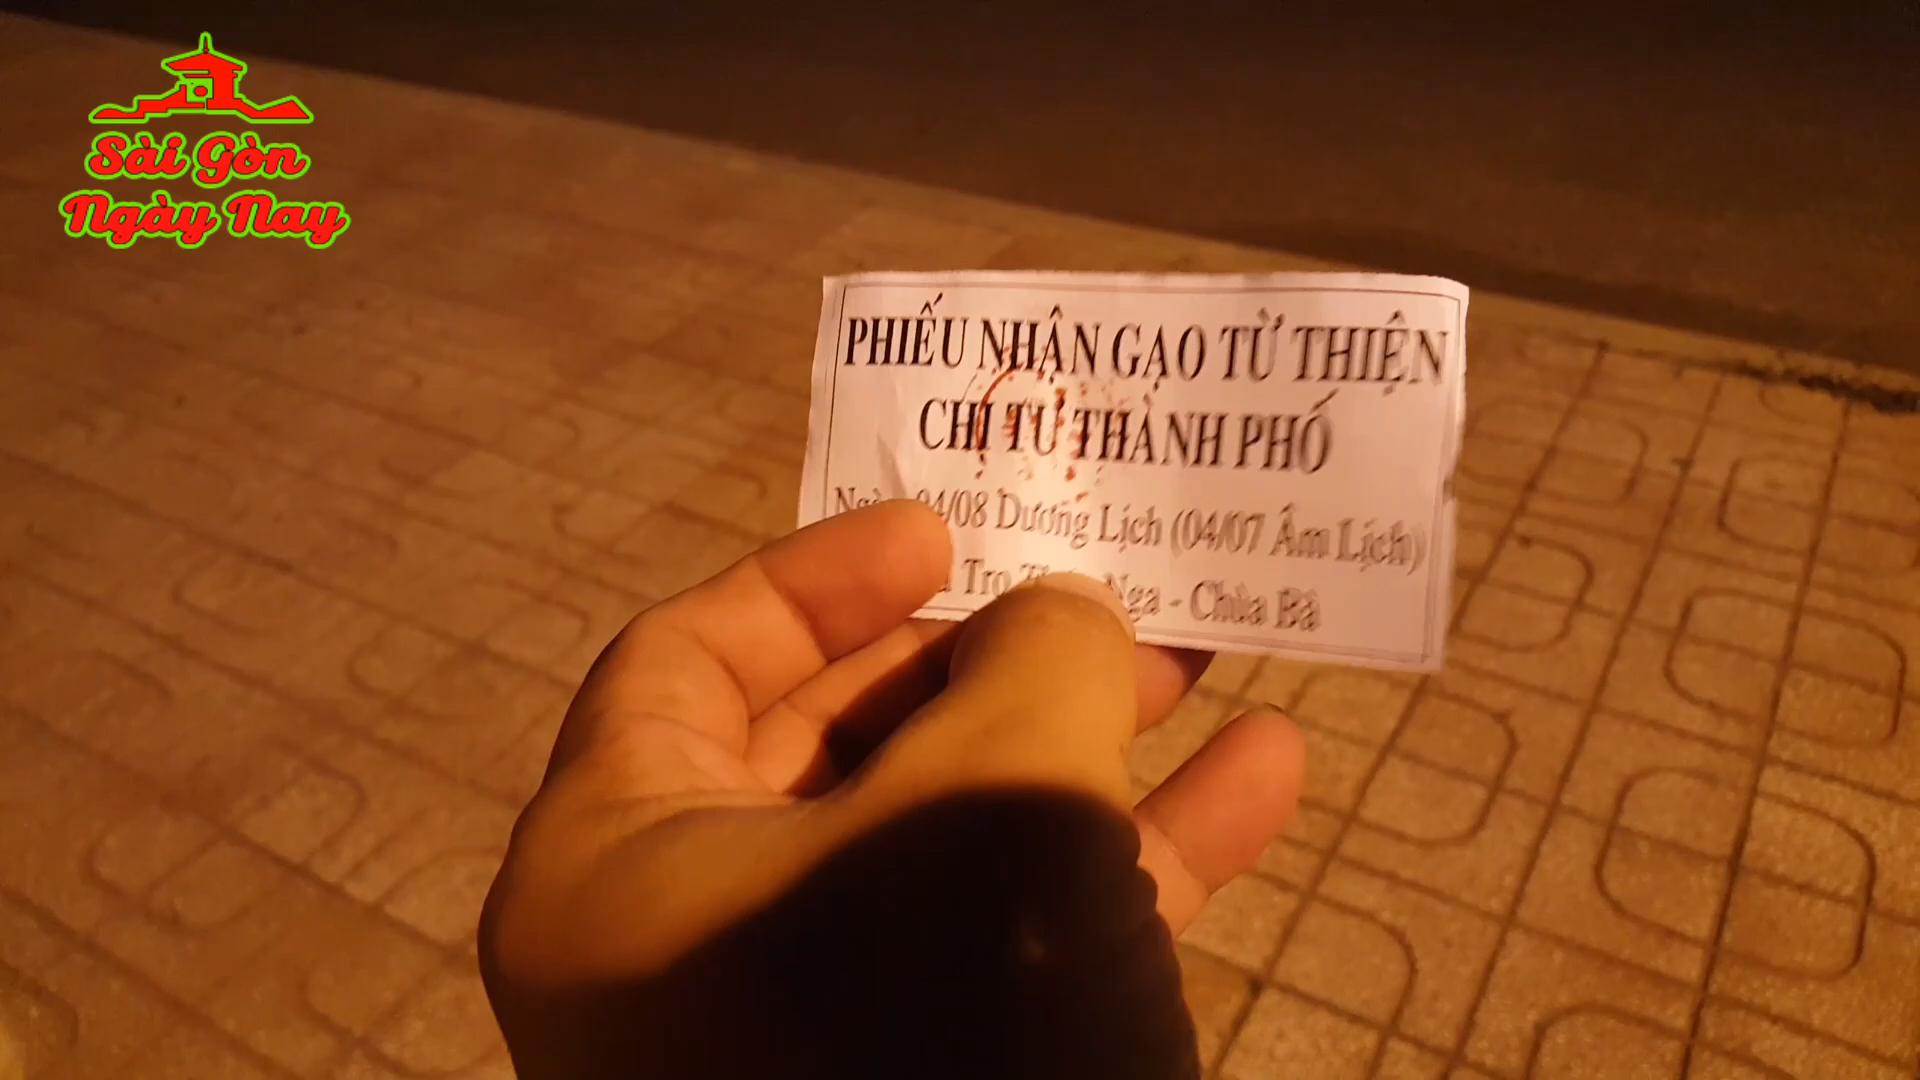 Sài Gòn
Ngày Nay
PHIẾU NHẬN GẠO TỪ THIỆN
CHỊ TƯ THÀNH PHỐ
04/08 Dương Lịch (04/07 Âm Lịch)
Trọ Nga - Chùa Bà